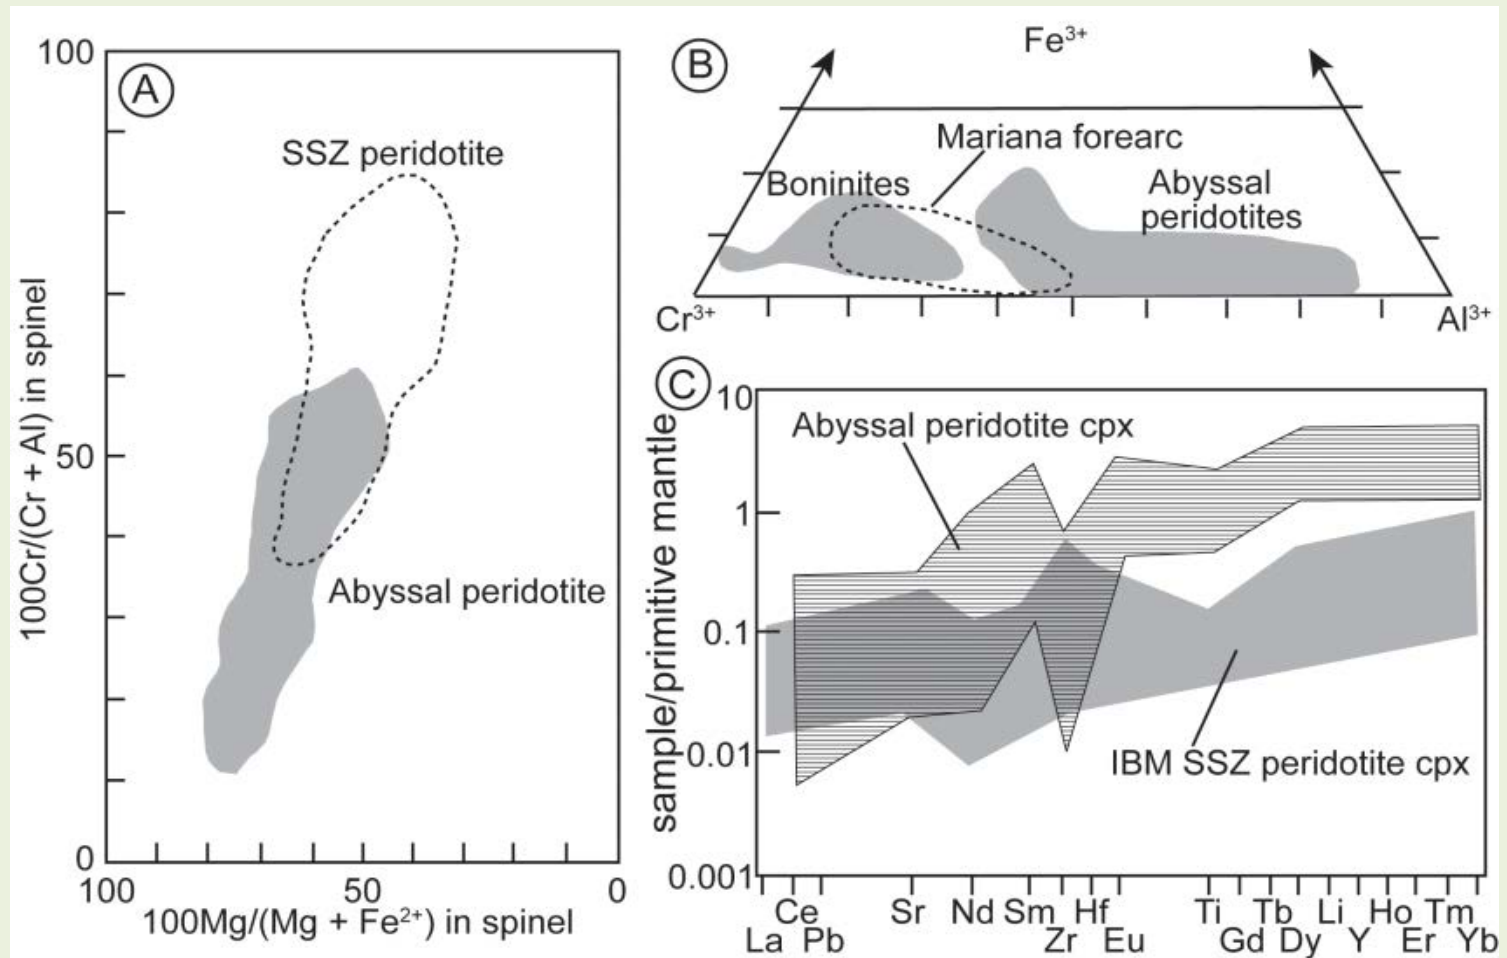 A
100
SSZ peridotite
50
Abyssal peridotite
0
100
50
0
100Cr/(Cr + Al) in spinel
100Mg/(Mg + Fe²⁺) in spinel
B
Fe³⁺
Mariana forearc
Boninites
Abyssal
peridotites
Cr³⁺
Al³⁺
C
10
Abyssal peridotite cpx
1
0.1
0.01
IBM SSZ peridotite cpx
0.001
sample/primitive mantle
Ce Sr Nd Sm Hf Ti Tb Li Ho Tm
La Pb Zr Eu Gd Dy Y Er Yb